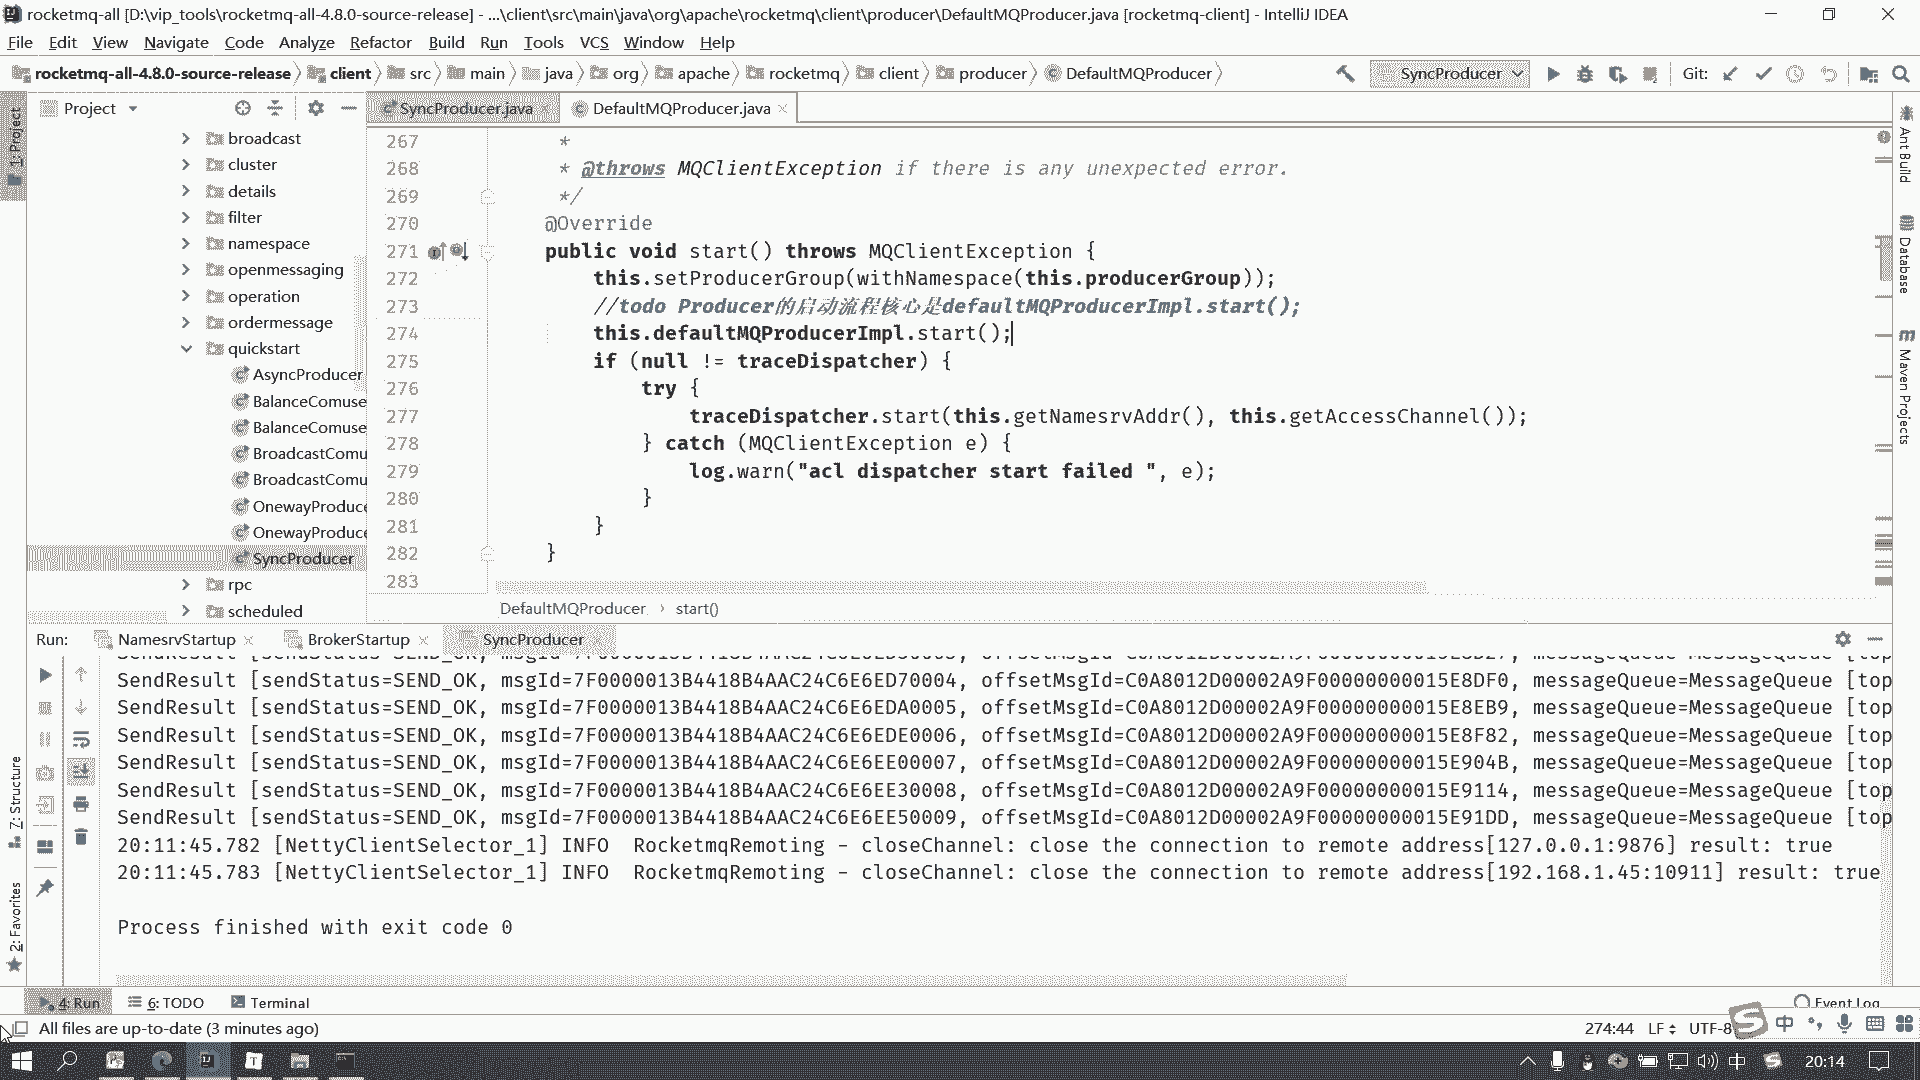 rocketmq-all [D:\vip_tools\rocketmq-all-4.8.0-source-release] - ...\client\src\main\java\org\apache\rocketmq\client\producer\DefaultMQProducer.java [rocketmq-client] - IntelliJ IDEA
File Edit View Navigate Code Analyze Refactor Build Run Tools VCS Window Help
rocketmq-all-4.8.0-source-release client src main java org apache rocketmq client producer DefaultMQProducer SyncProducer Git:
Project SyncProducer.java DefaultMQProducer.java
1: Project
broadcast
cluster
details
filter
namespace
openmessaging
operation
ordermessage
quickstart
AsyncProducer
BalanceComuse
BalanceComuse
BroadcastComu
BroadcastComu
OnewayProduce
OnewayProduce
SyncProducer
rpc
scheduled
267 *
268 * @throws MQClientException if there is any unexpected error.
269 */
270 @Override
271 public void start() throws MQClientException {
272 this.setProducerGroup(withNamespace(this.producerGroup));
273 //todo Producer的启动流程核心是defaultMQProducerImpl.start();
274 this.defaultMQProducerImpl.start();
275 if (null != traceDispatcher) {
276 try {
277 traceDispatcher.start(this.getNamesrvAddr(), this.getAccessChannel());
278 } catch (MQClientException e) {
279 log.warn("acl dispatcher start failed ", e);
280 }
281 }
282 }
283
DefaultMQProducer › start()
Ant Build
Database
Maven Projects
Run: NamesrvStartup BrokerStartup SyncProducer
SendResult [sendStatus=SEND_OK, msgId=7F0000013B4418B4AAC24C6E6ED70004, offsetMsgId=C0A8012D00002A9F00000000015E8DF0, messageQueue=MessageQueue [top
SendResult [sendStatus=SEND_OK, msgId=7F0000013B4418B4AAC24C6E6EDA0005, offsetMsgId=C0A8012D00002A9F00000000015E8EB9, messageQueue=MessageQueue [top
SendResult [sendStatus=SEND_OK, msgId=7F0000013B4418B4AAC24C6E6EDE0006, offsetMsgId=C0A8012D00002A9F00000000015E8F82, messageQueue=MessageQueue [top
SendResult [sendStatus=SEND_OK, msgId=7F0000013B4418B4AAC24C6E6EE00007, offsetMsgId=C0A8012D00002A9F00000000015E904B, messageQueue=MessageQueue [top
SendResult [sendStatus=SEND_OK, msgId=7F0000013B4418B4AAC24C6E6EE30008, offsetMsgId=C0A8012D00002A9F00000000015E9114, messageQueue=MessageQueue [top
SendResult [sendStatus=SEND_OK, msgId=7F0000013B4418B4AAC24C6E6EE50009, offsetMsgId=C0A8012D00002A9F00000000015E91DD, messageQueue=MessageQueue [top
20:11:45.782 [NettyClientSelector_1] INFO RocketmqRemoting - closeChannel: close the connection to remote address[127.0.0.1:9876] result: true
20:11:45.783 [NettyClientSelector_1] INFO RocketmqRemoting - closeChannel: close the connection to remote address[192.168.1.45:10911] result: true
Process finished with exit code 0
7: Structure
2: Favorites
4: Run 6: TODO Terminal Event Log
All files are up-to-date (3 minutes ago) 274:44 LF UTF-8 中
中 20:14